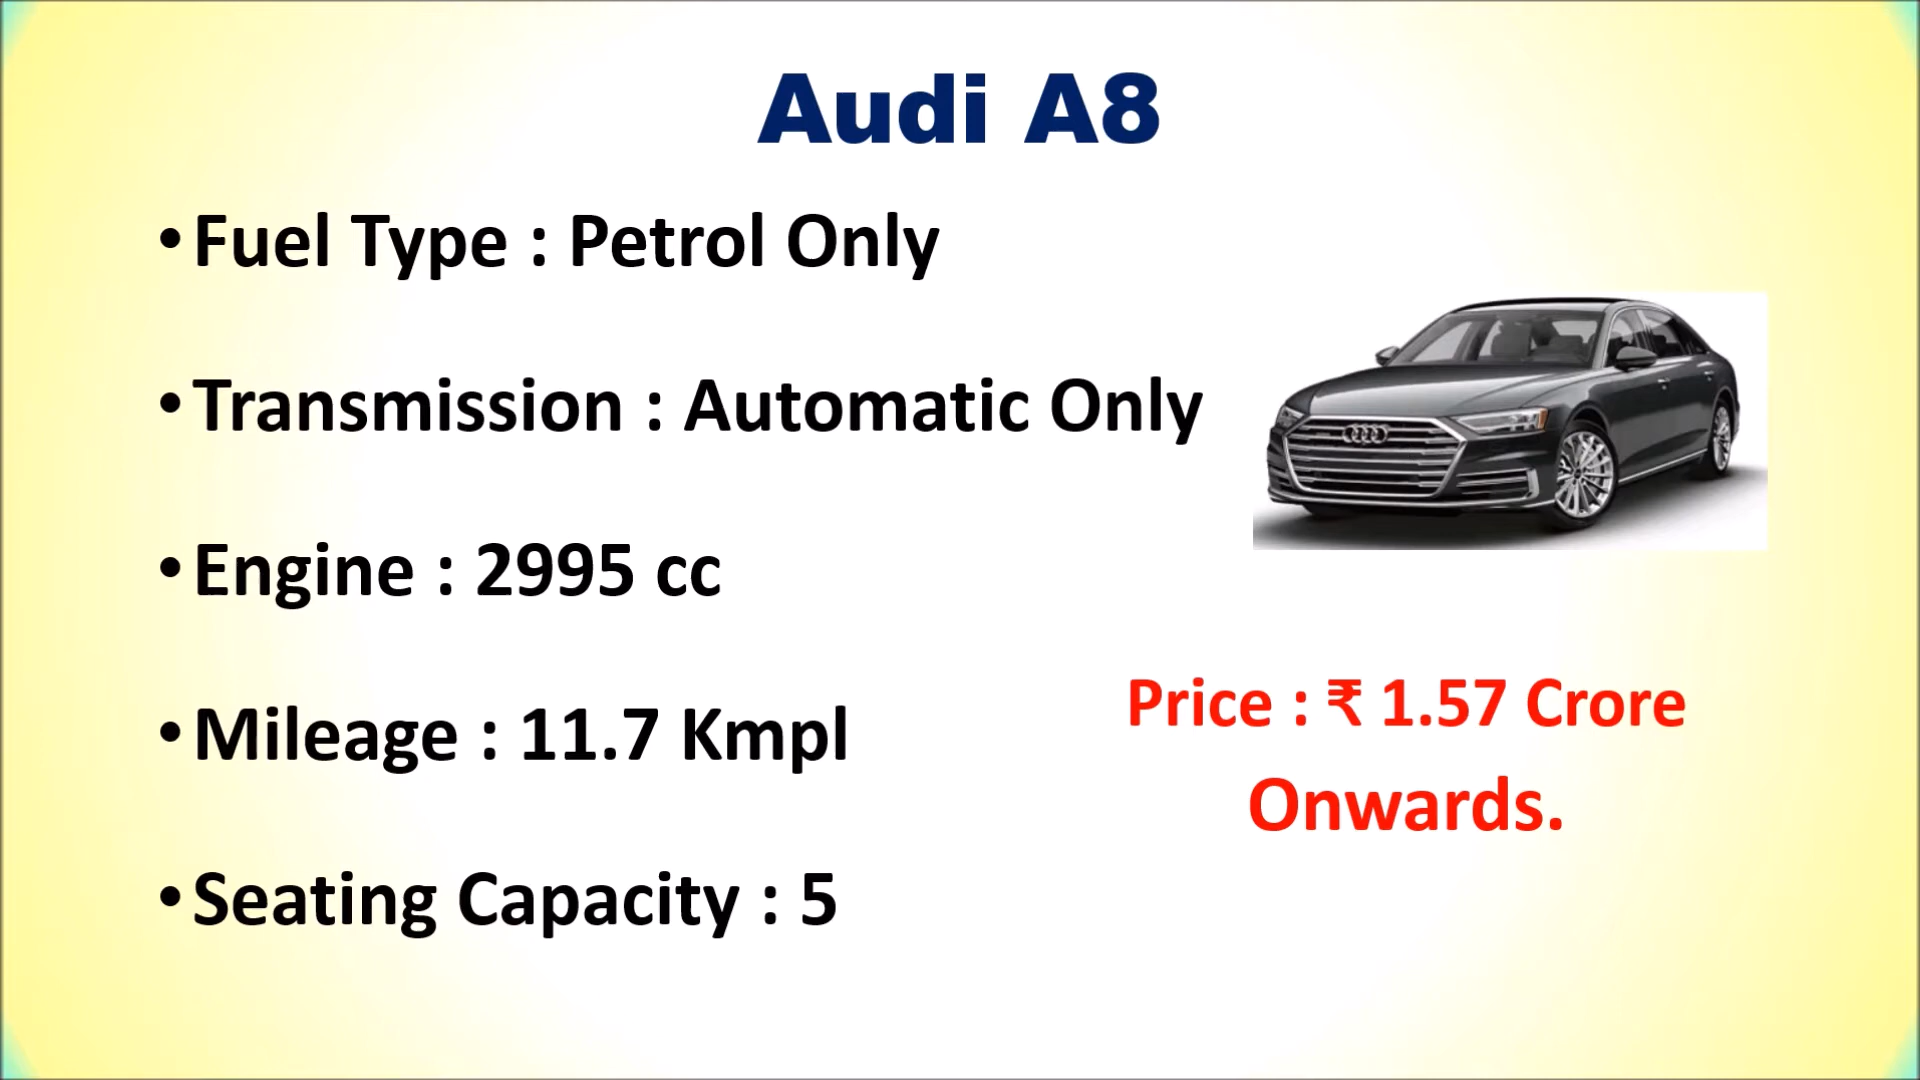 Audi A8
•Fuel Type : Petrol Only
•Transmission : Automatic Only
•Engine : 2995 cc
•Mileage : 11.7 Kmpl
•Seating Capacity : 5
Price : ₹ 1.57 Crore
Onwards.